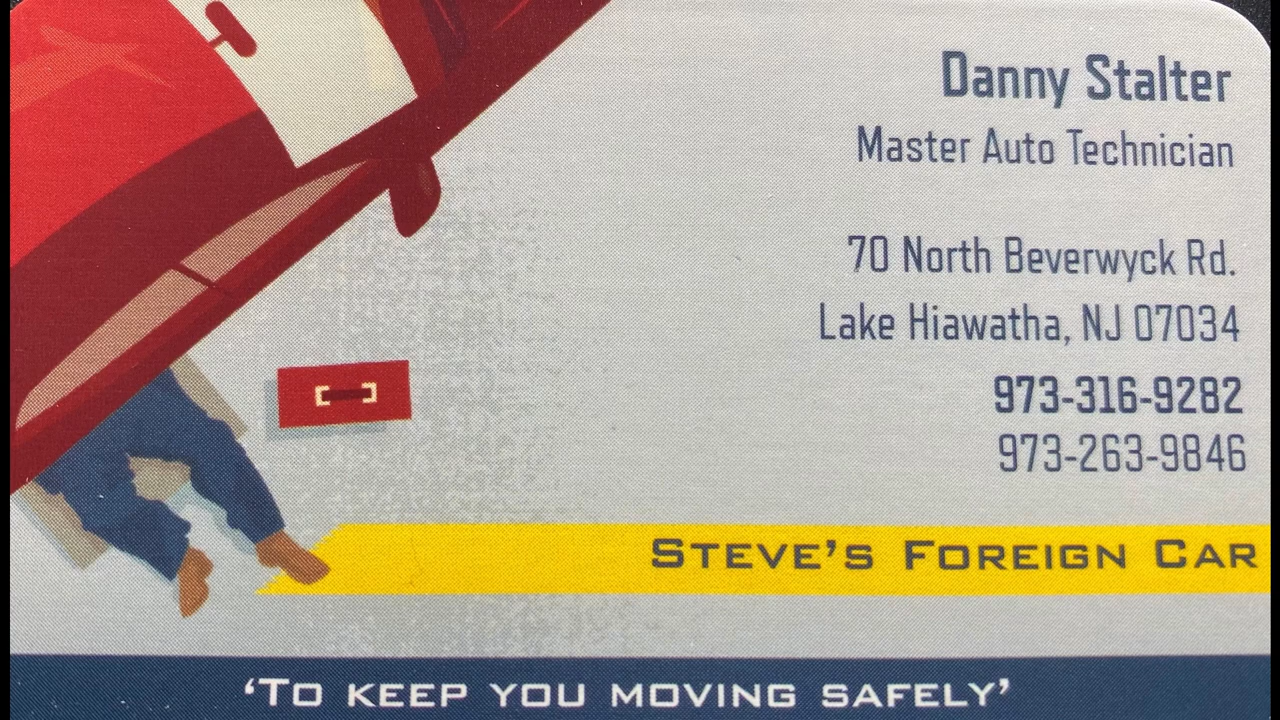 Danny Stalter
Master Auto Technician
70 North Beverwyck Rd.
Lake Hiawatha, NJ 07034
973-316-9282
973-263-9846
STEVE'S FOREIGN CAR
‘TO KEEP YOU MOVING SAFELY’